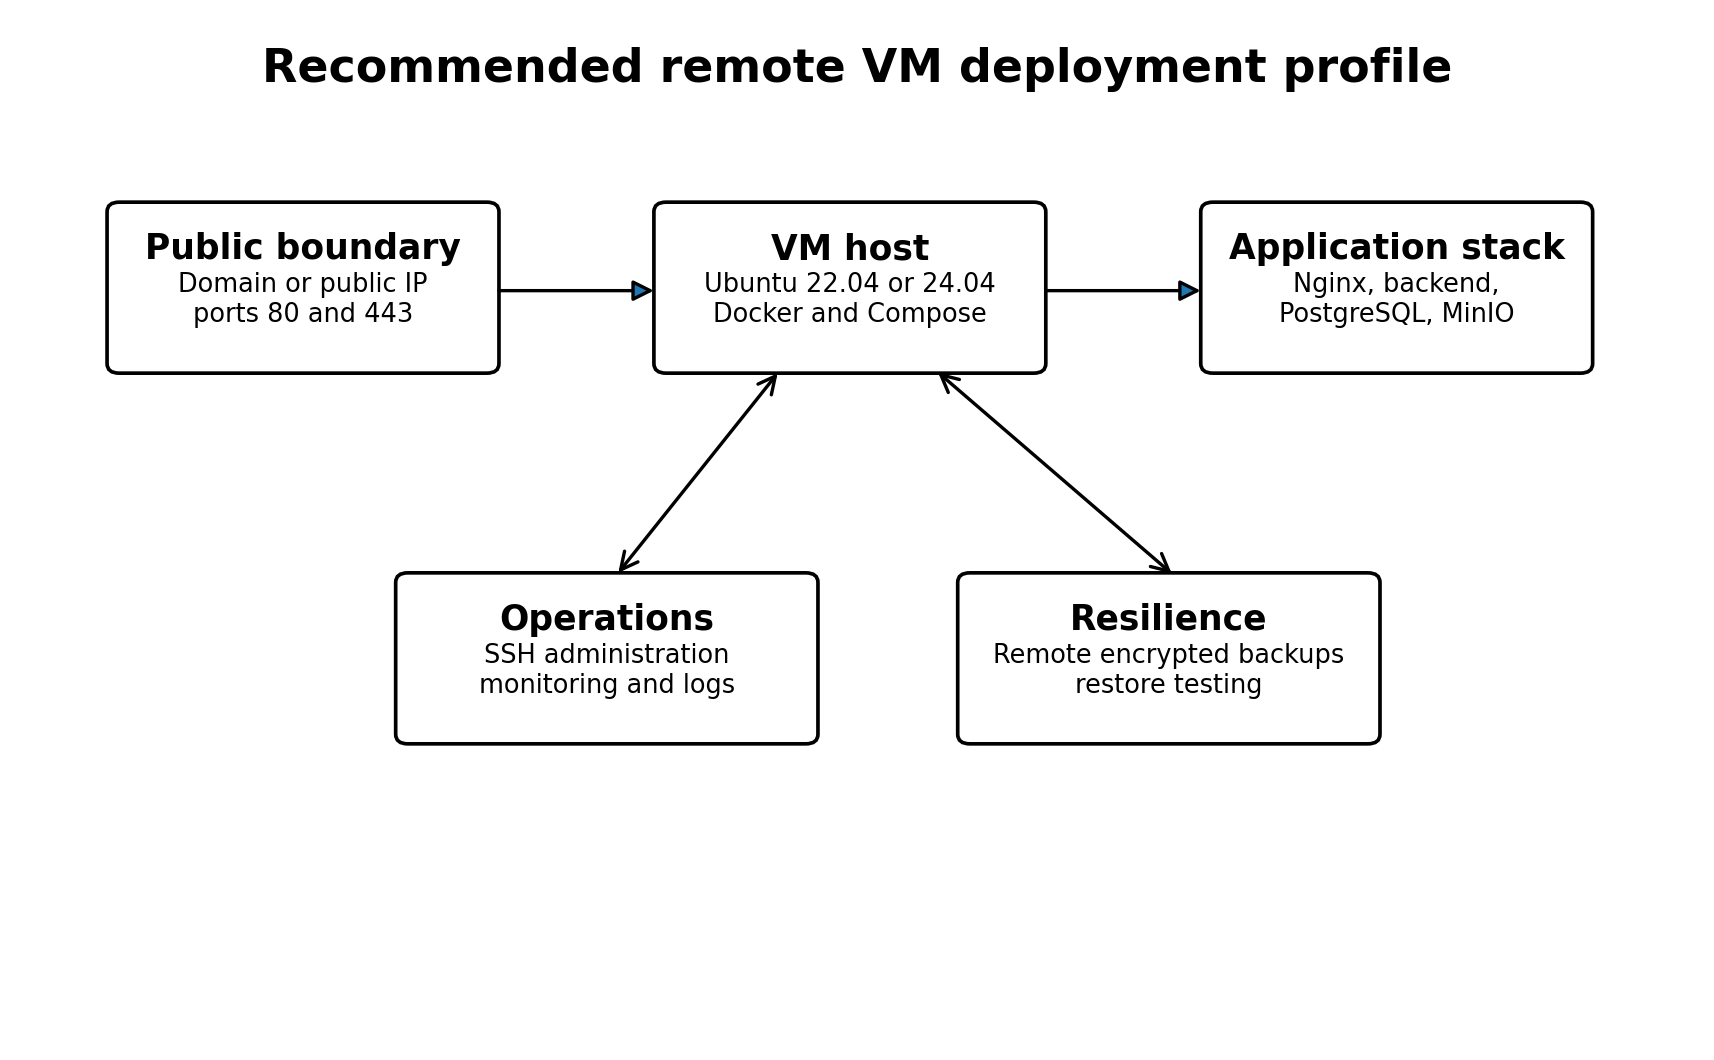 Recommended remote VM deployment profile
Public boundary
Domain or public IP
ports 80 and 443
VM host
Ubuntu 22.04 or 24.04
Docker and Compose
Application stack
Nginx, backend,
PostgreSQL, MinIO
Operations
SSH administration
monitoring and logs
Resilience
Remote encrypted backups
restore testing